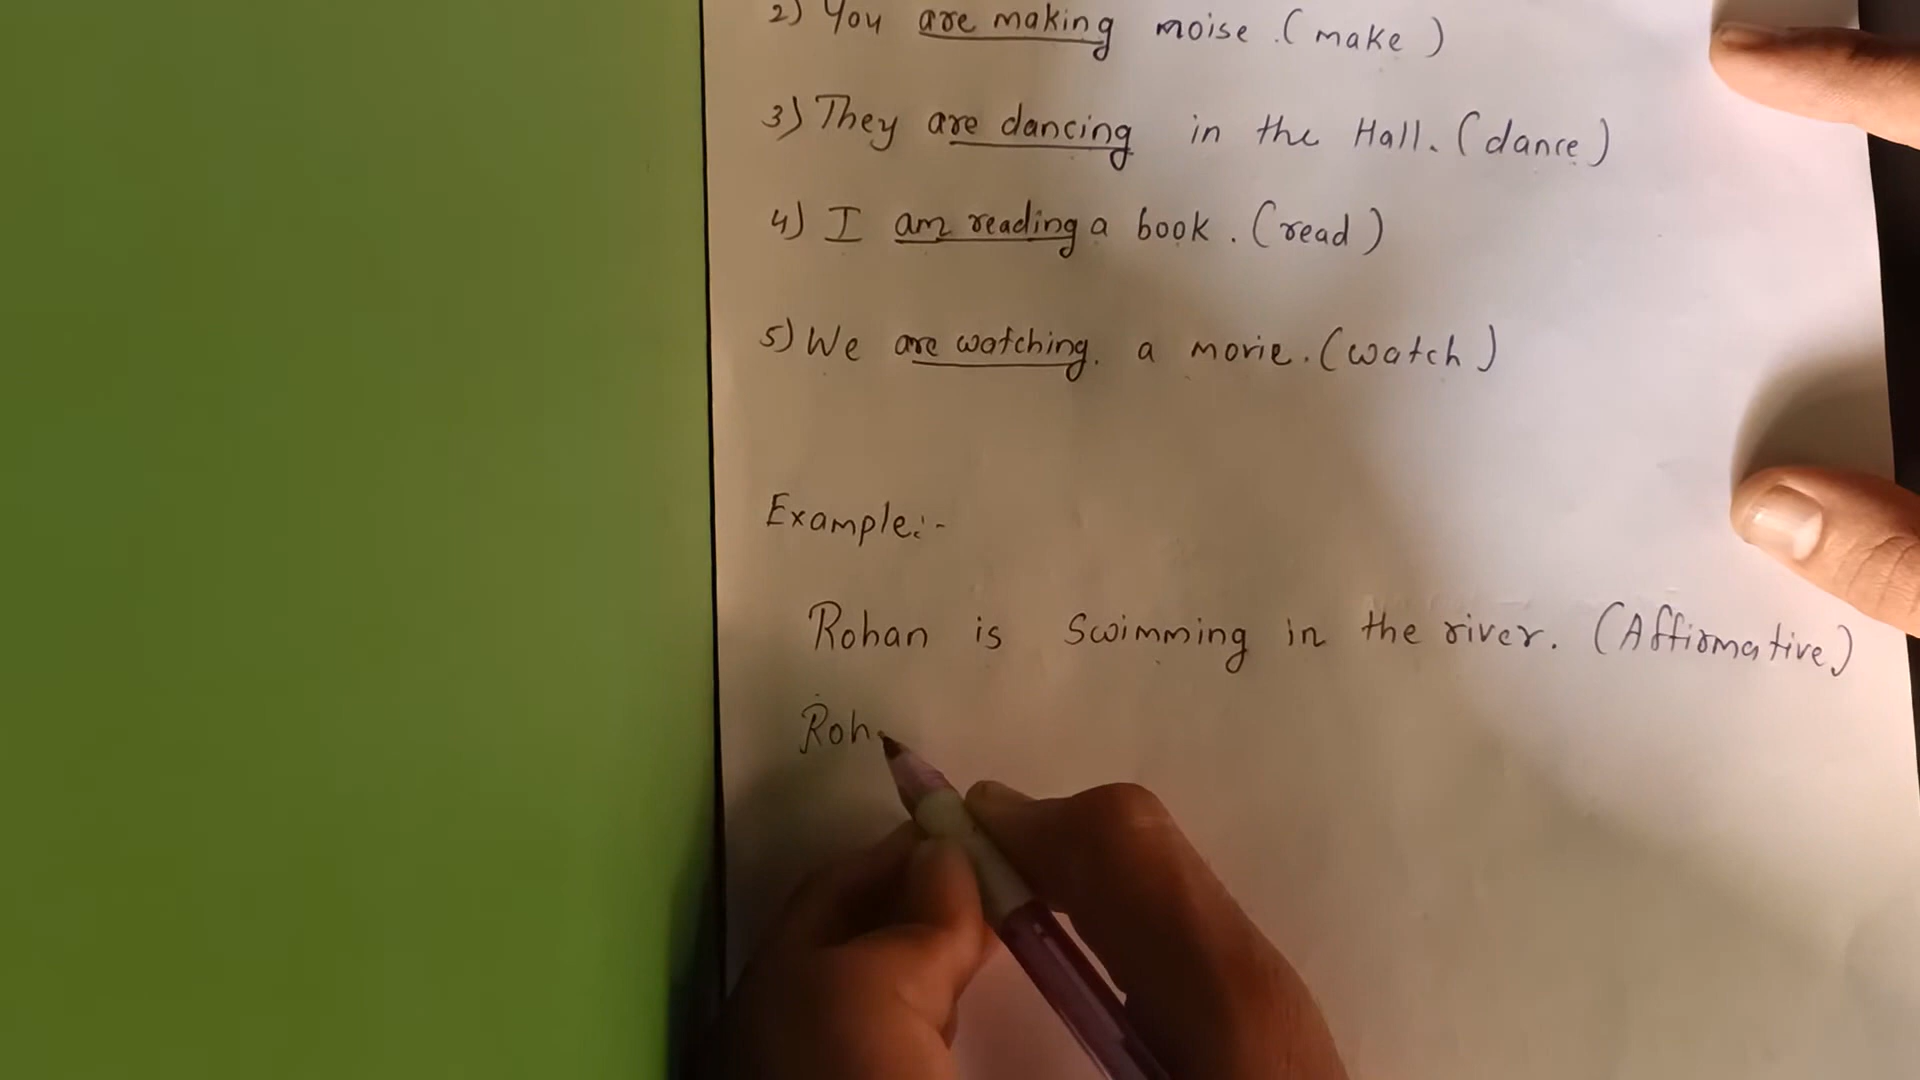 2) You are making noise. (make)
3) They are dancing in the Hall. (dance)
4) I am reading a book. (read)
5) We are watching. a movie. (watch)
Example:-
Rohan is Swimming in the river. (Affirmative)
Roh